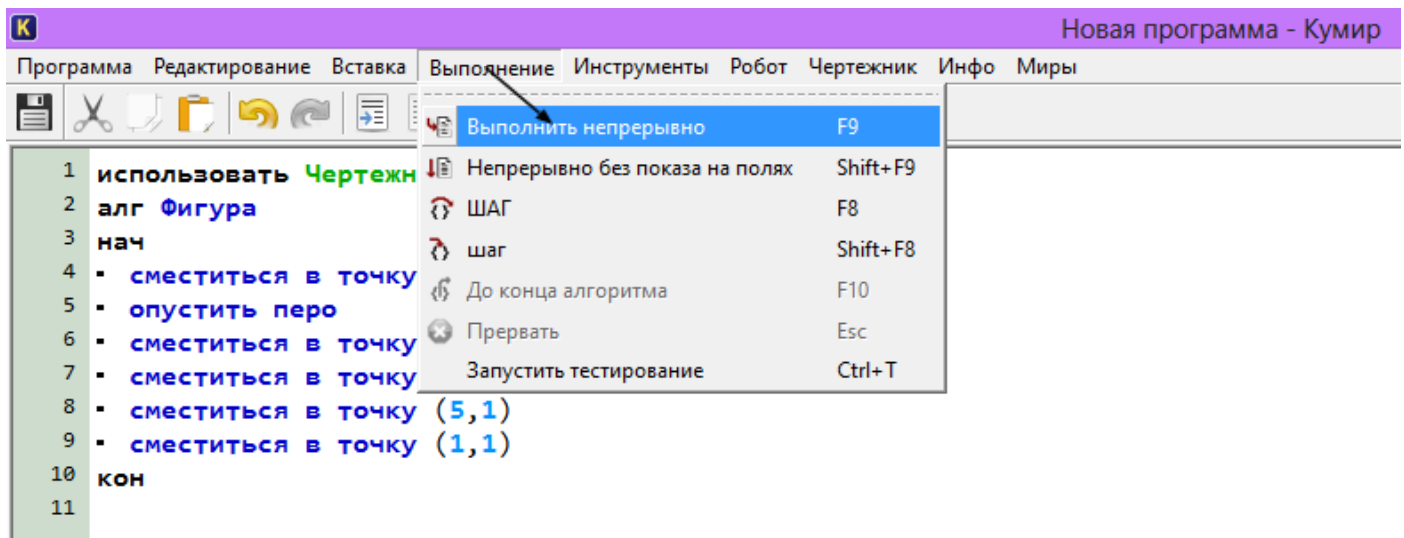 K
Новая программа - Кумир
Программа Редактирование Вставка Выполнение Инструменты Робот Чертежник Инфо Миры
Выполнить непрерывно F9
Непрерывно без показа на полях Shift+F9
ШАГ F8
шаг Shift+F8
До конца алгоритма F10
Прервать Esc
Запустить тестирование Ctrl+T
1 использовать Чертежн
2 алг Фигура
3 нач
4 сместиться в точку
5 опустить перо
6 сместиться в точку
7 сместиться в точку
8 сместиться в точку (5,1)
9 сместиться в точку (1,1)
10 кон
11